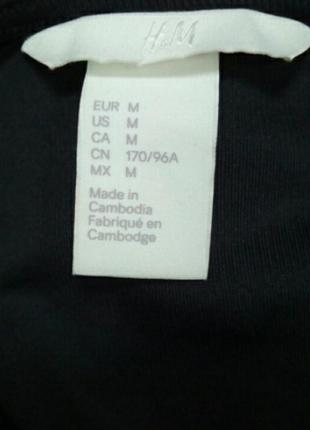 H&M
EUR M
US M
CA M
CN 170/96A
MX M
Made in
Cambodia
Fabriqué en
Cambodge